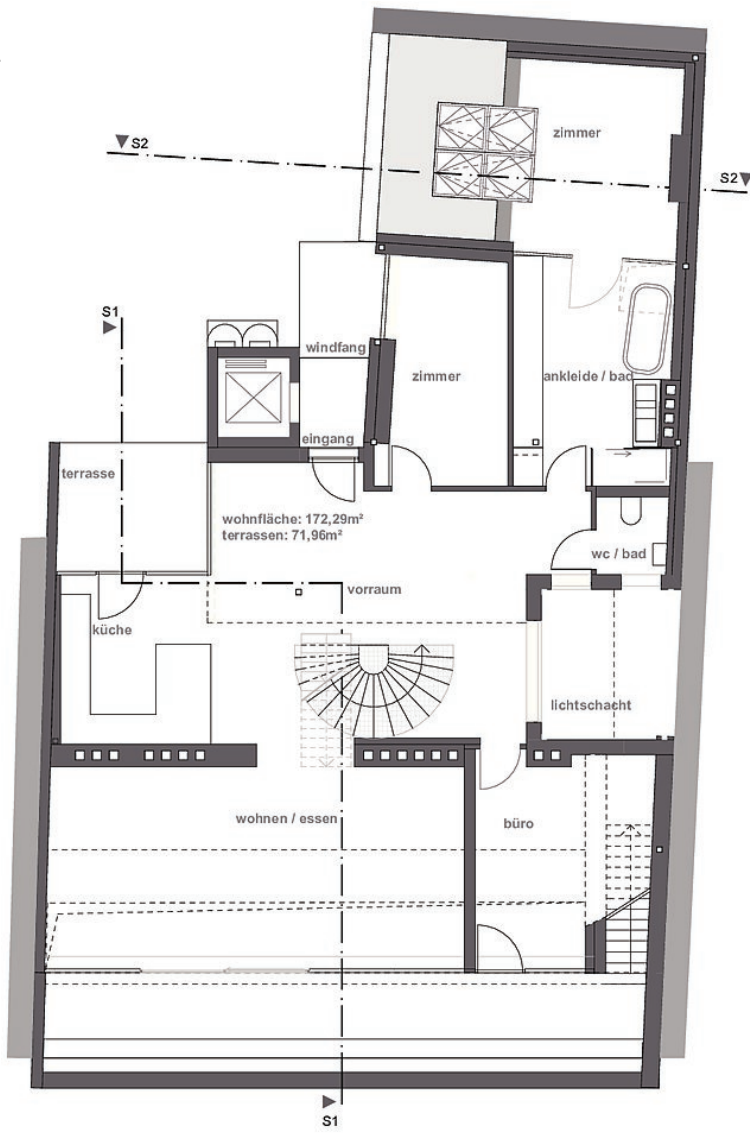 S2
zimmer
S2
S1
windfang
zimmer
ankleide / bad
eingang
terrasse
wohnfläche: 172,29m²
terrassen: 71,96m²
wc / bad
vorraum
küche
lichtschacht
wohnen / essen
büro
S1